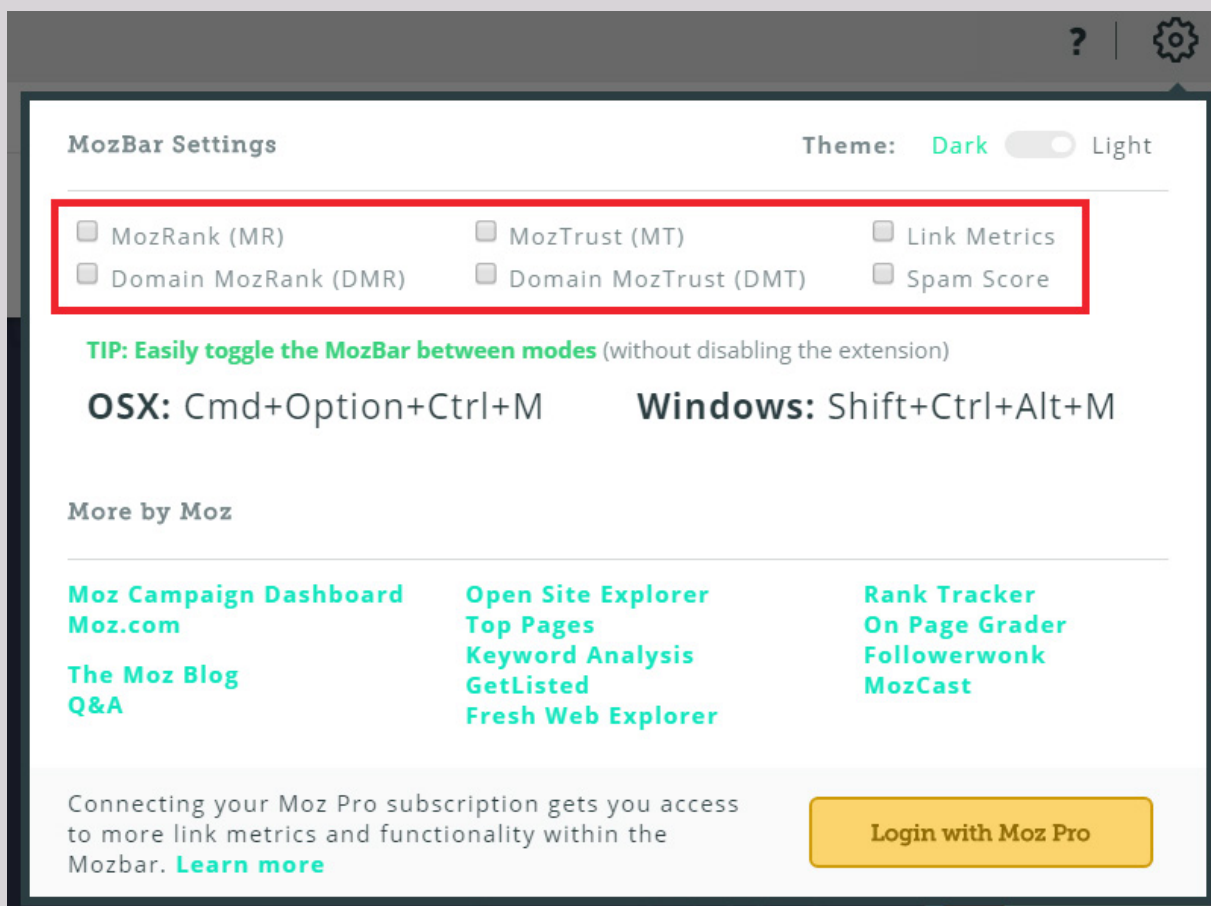 ?
MozBar Settings Theme: Dark Light
MozRank (MR) MozTrust (MT) Link Metrics
Domain MozRank (DMR) Domain MozTrust (DMT) Spam Score
TIP: Easily toggle the MozBar between modes (without disabling the extension)
OSX: Cmd+Option+Ctrl+M Windows: Shift+Ctrl+Alt+M
More by Moz
Moz Campaign Dashboard
Moz.com
The Moz Blog
Q&A
Open Site Explorer
Top Pages
Keyword Analysis
GetListed
Fresh Web Explorer
Rank Tracker
On Page Grader
Followerwonk
MozCast
Connecting your Moz Pro subscription gets you access
to more link metrics and functionality within the
Mozbar. Learn more
Login with Moz Pro